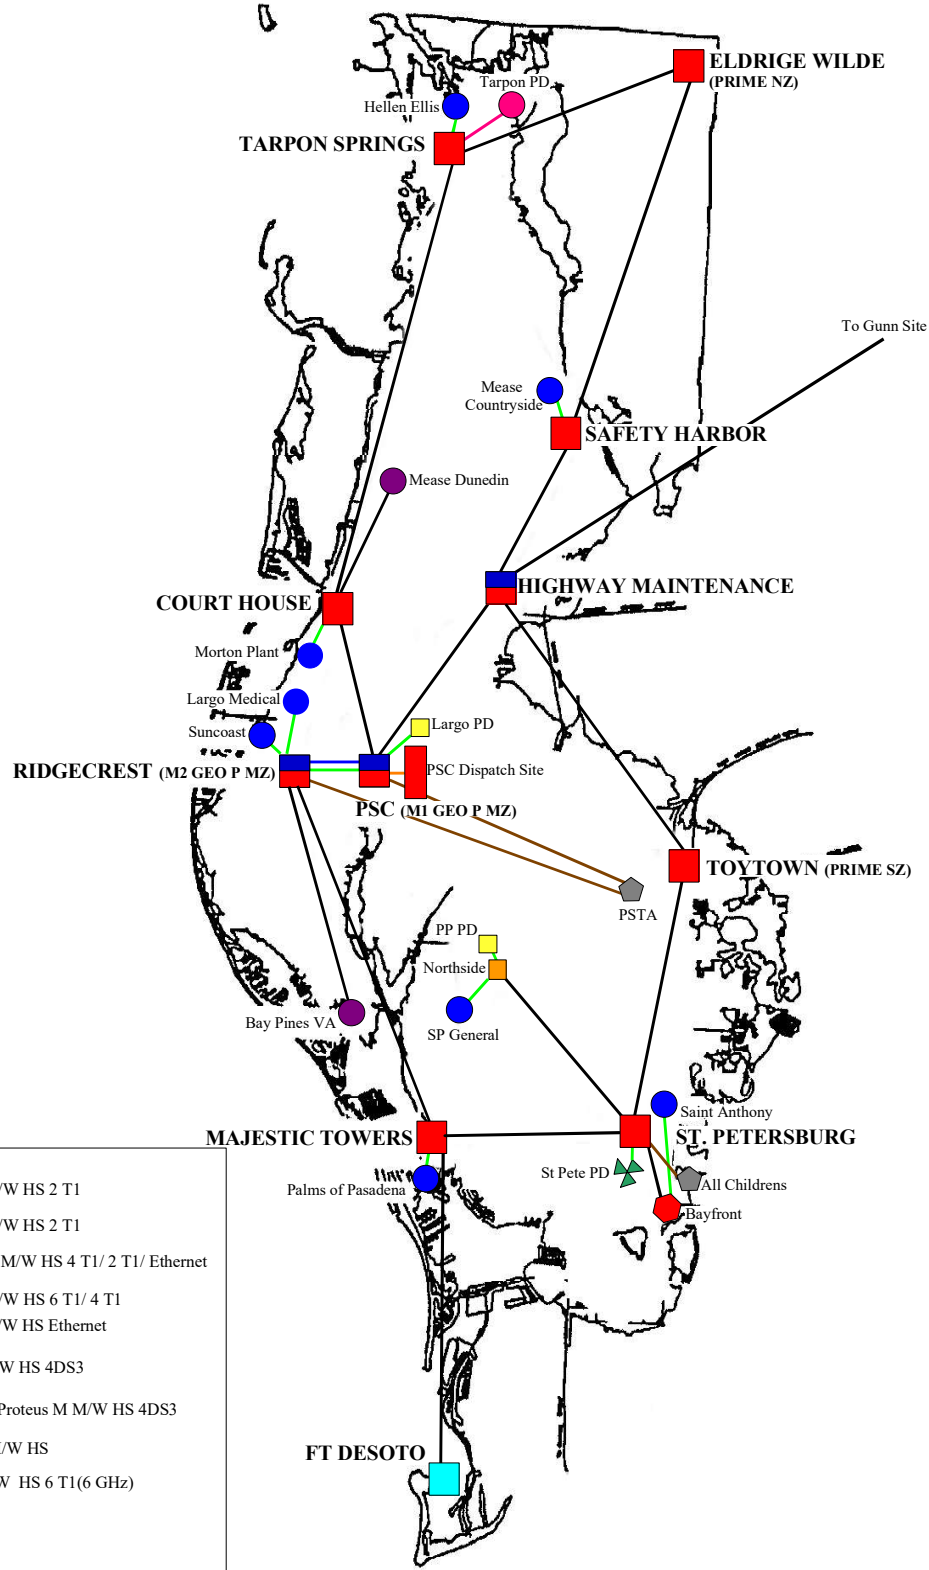 ELDRIGE WILDE
(PRIME NZ)
Tarpon PD
Hellen Ellis
TARPON SPRINGS
To Gunn Site
Mease
Countryside
SAFETY HARBOR
Mease Dunedin
HIGHWAY MAINTENANCE
COURT HOUSE
Morton Plant
Largo Medical
Suncoast
Largo PD
RIDGECREST (M2 GEO P MZ)
PSC Dispatch Site
PSC (M1 GEO P MZ)
TOYTOWN (PRIME SZ)
PSTA
PP PD
Northside
Bay Pines VA
SP General
Saint Anthony
MAJESTIC TOWERS
ST. PETERSBURG
St Pete PD
All Childrens
Palms of Pasadena
Bayfront
/W HS 2 T1
/W HS 2 T1
M/W HS 4 T1/ 2 T1/ Ethernet
/W HS 6 T1/ 4 T1
/W HS Ethernet
W HS 4DS3
Proteus M M/W HS 4DS3
/W HS
W HS 6 T1(6 GHz)
FT DESOTO